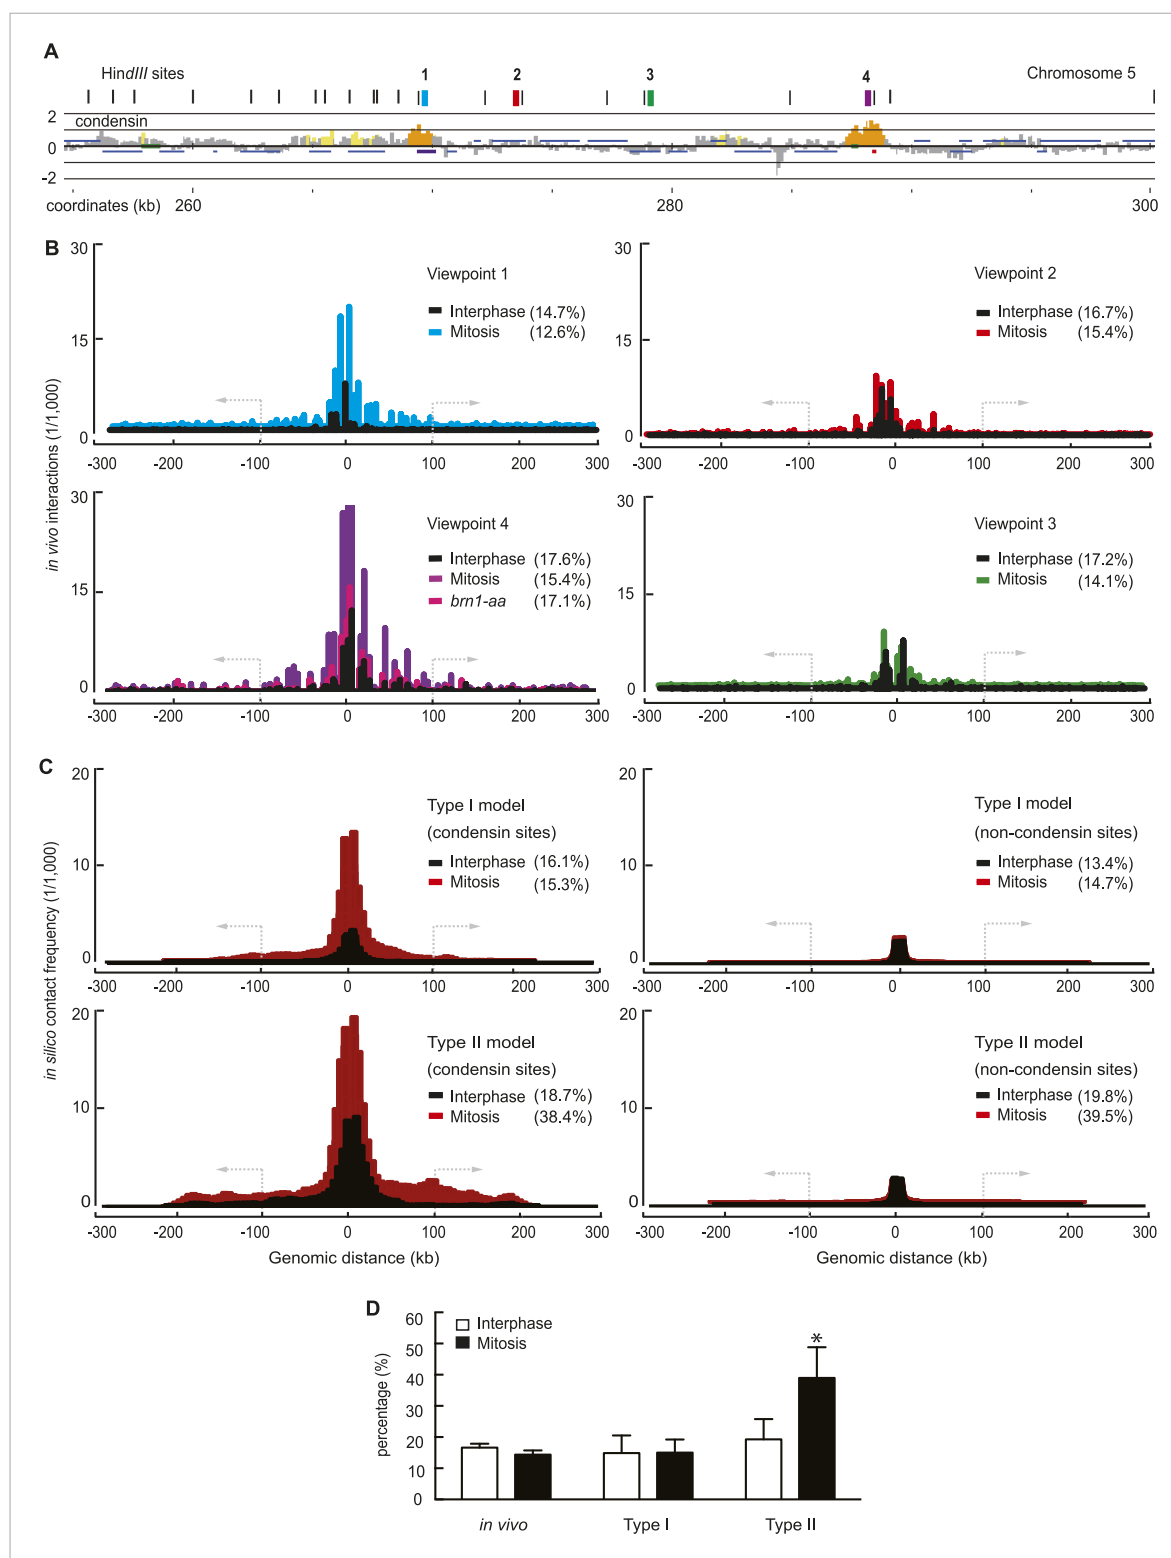 A
HindIII sites
1
2
3
4
Chromosome 5
2
condensin
0
-2
coordinates (kb)
260
280
300
B
in vivo interactions (1/1,000)
30
15
0
Viewpoint 1
Interphase (14.7%)
Mitosis (12.6%)
-300 -200 -100 0 100 200 300
30
15
0
Viewpoint 2
Interphase (16.7%)
Mitosis (15.4%)
-300 -200 -100 0 100 200 300
30
15
0
Viewpoint 4
Interphase (17.6%)
Mitosis (15.4%)
brn1-aa (17.1%)
-300 -200 -100 0 100 200 300
30
15
0
Viewpoint 3
Interphase (17.2%)
Mitosis (14.1%)
-300 -200 -100 0 100 200 300
C
in silico contact frequency (1/1,000)
20
10
0
Type I model
(condensin sites)
Interphase (16.1%)
Mitosis (15.3%)
-300 -200 -100 0 100 200 300
20
10
0
Type I model
(non-condensin sites)
Interphase (13.4%)
Mitosis (14.7%)
-300 -200 -100 0 100 200 300
20
10
0
Type II model
(condensin sites)
Interphase (18.7%)
Mitosis (38.4%)
-300 -200 -100 0 100 200 300
Genomic distance (kb)
20
10
0
Type II model
(non-condensin sites)
Interphase (19.8%)
Mitosis (39.5%)
-300 -200 -100 0 100 200 300
Genomic distance (kb)
D
percentage (%)
60
50
40
30
20
10
0
Interphase
Mitosis
*
in vivo
Type I
Type II